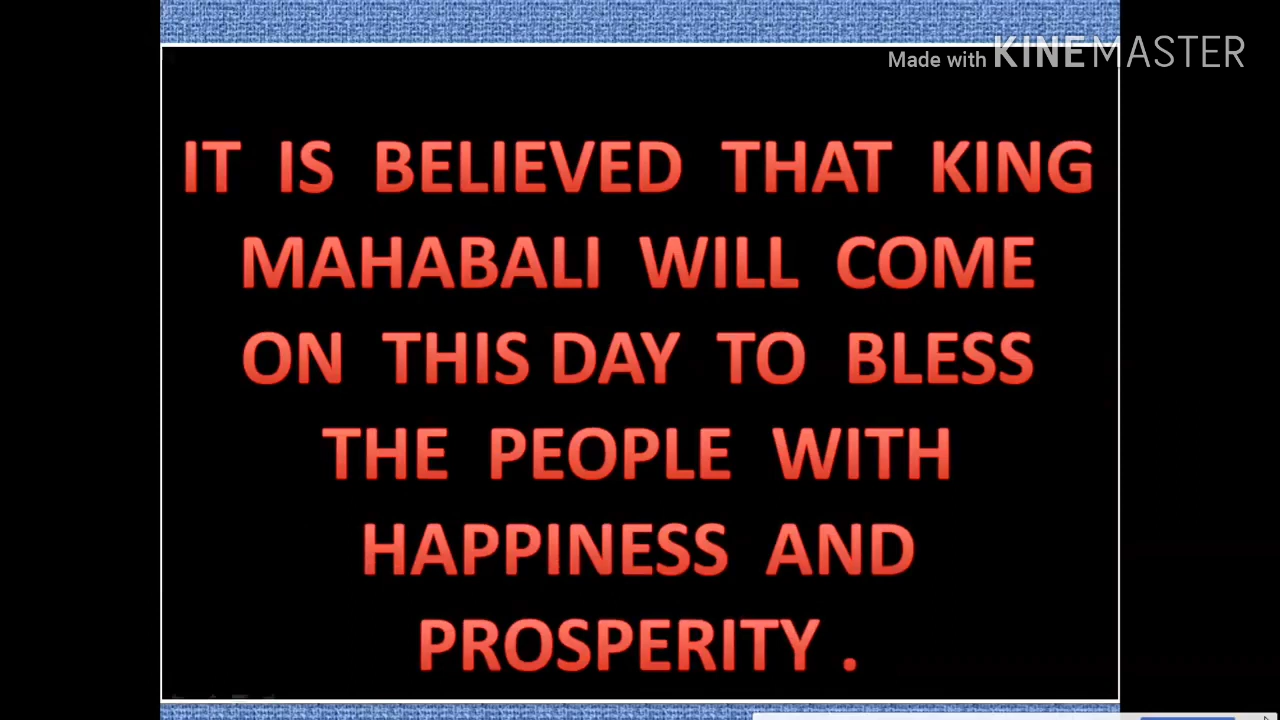 Made with KINEMASTER
IT IS BELIEVED THAT KING
MAHABALI WILL COME
ON THIS DAY TO BLESS
THE PEOPLE WITH
HAPPINESS AND
PROSPERITY .